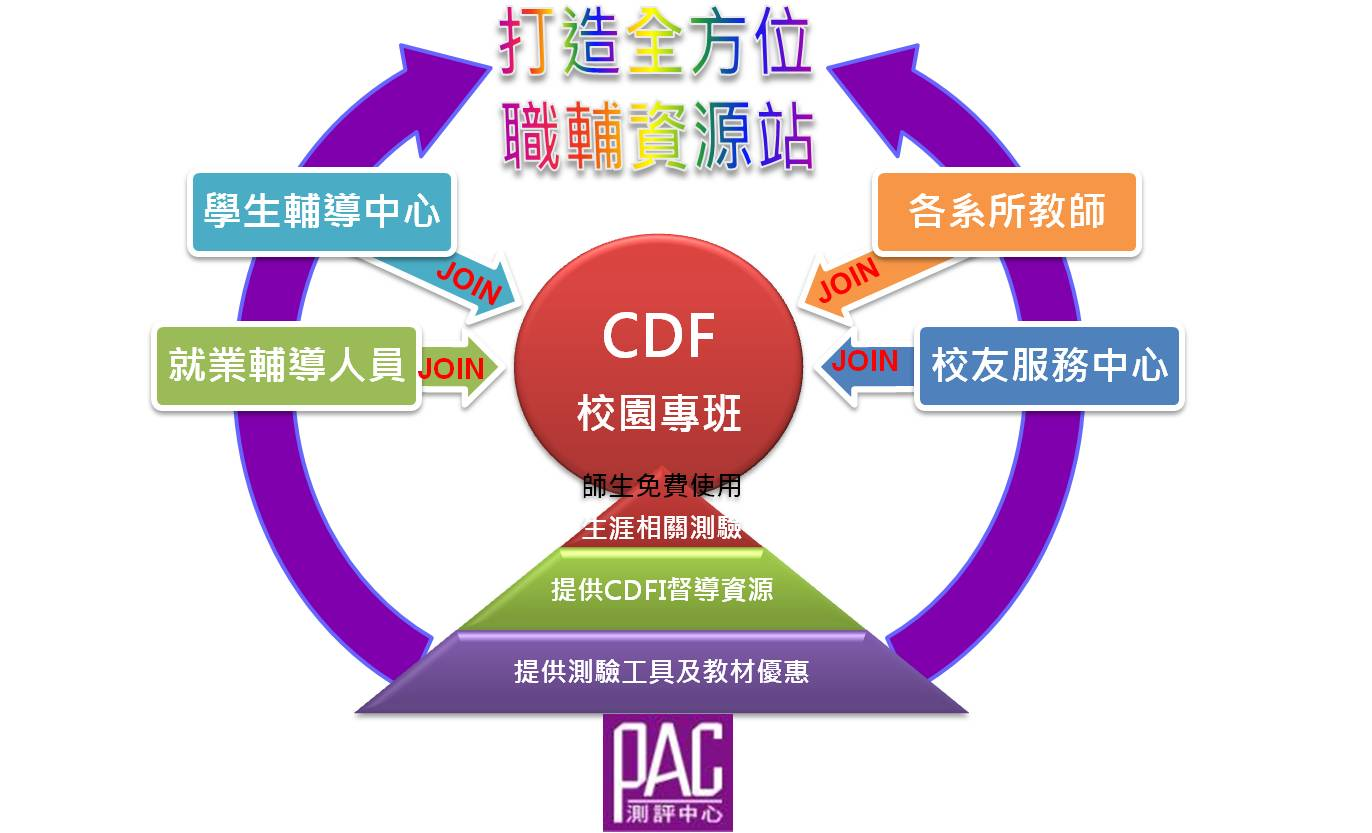 打造全方位
職輔資源站
學生輔導中心
各系所教師
JOIN
JOIN
就業輔導人員
JOIN
CDF
校園專班
JOIN
校友服務中心
師生免費使用
生涯相關測驗
提供CDFI督導資源
提供測驗工具及教材優惠
PAC
測評中心